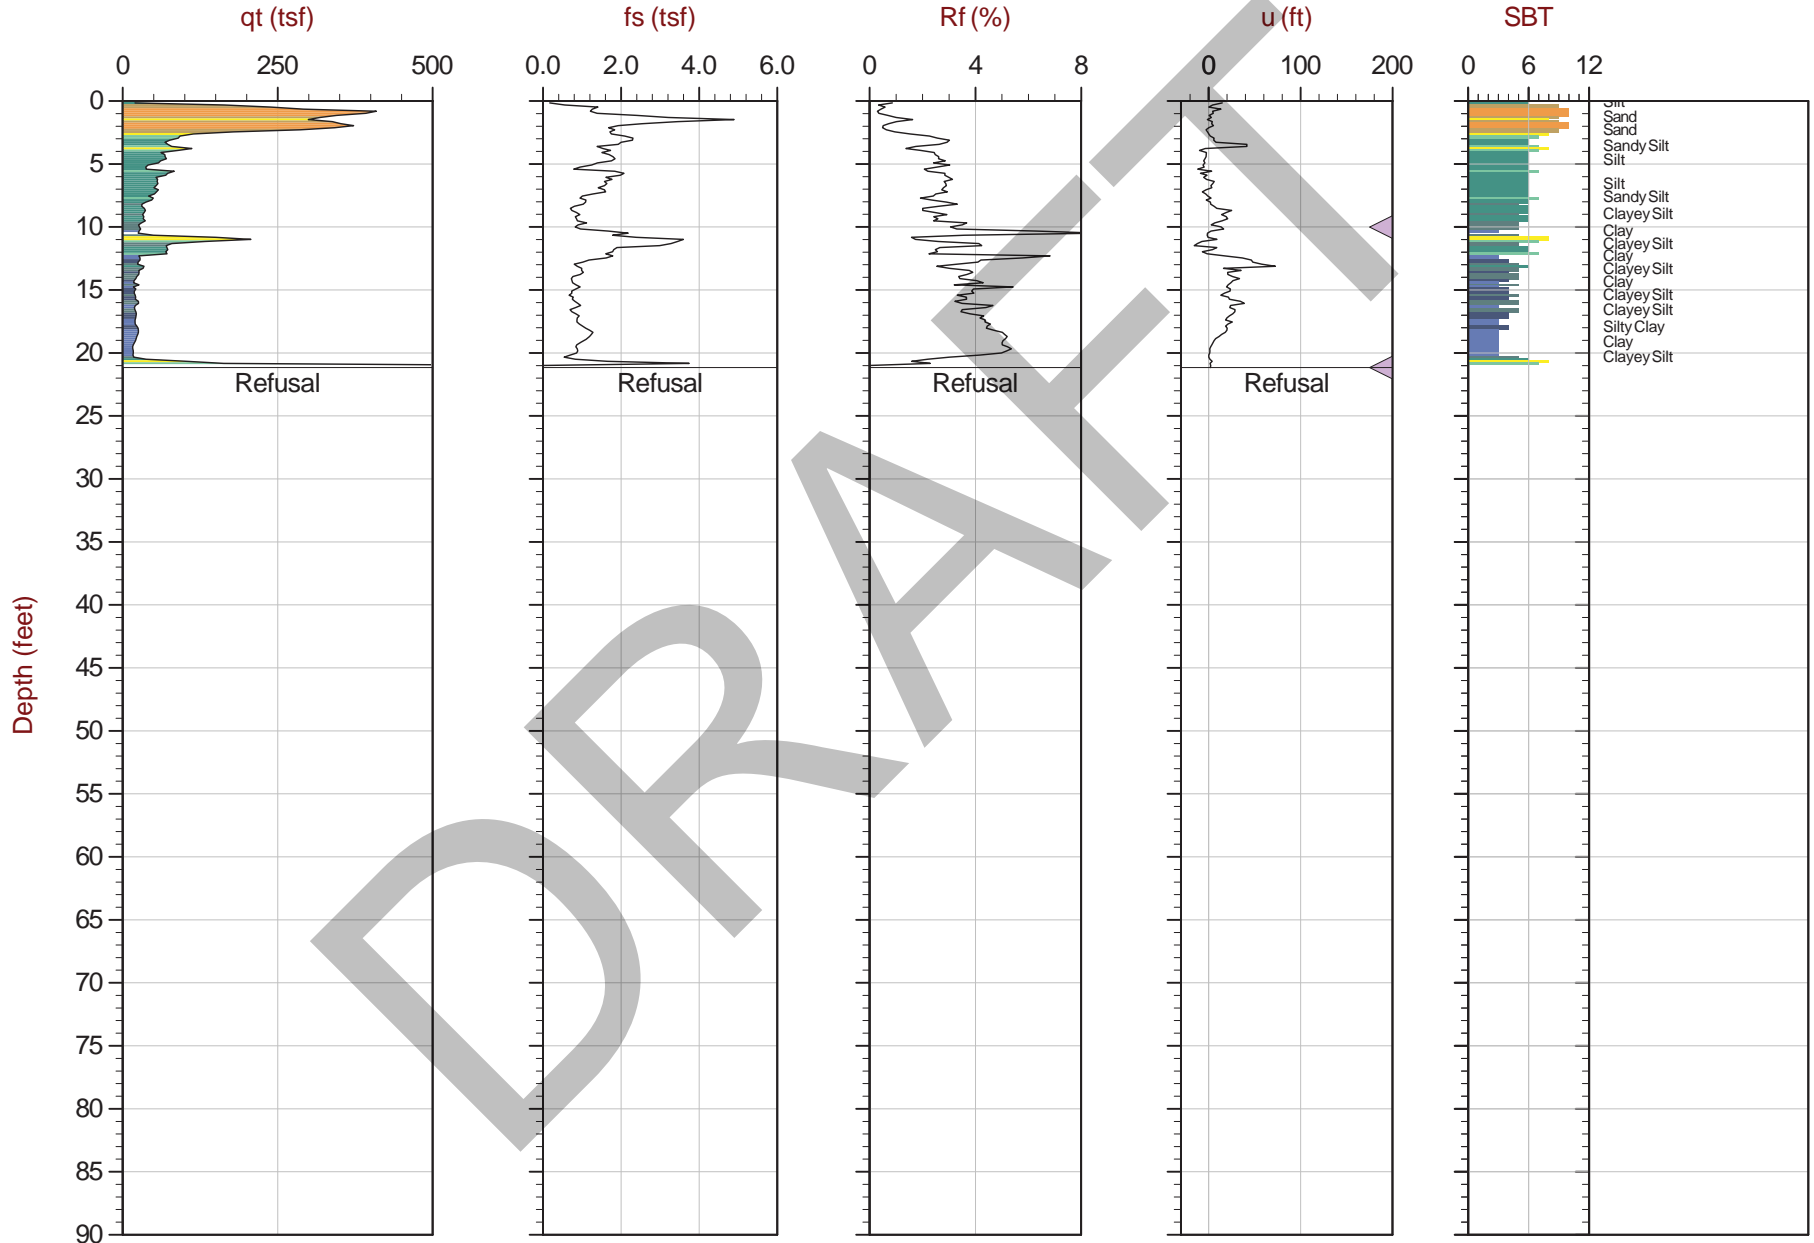 qt (tsf) fs (tsf) Rf (%) u (ft) SBT
0 250 500 0.0 2.0 4.0 6.0 0 4 8 0 100 200 0 6 12
0
5
10
15
20
25
30
35
40
45
50
55
60
65
70
75
80
85
90
Depth (feet)
Refusal Refusal Refusal Refusal
Silt
Sand
Sand
Sandy Silt
Silt
Silt
Sandy Silt
Clayey Silt
Clay
Clayey Silt
Clay
Clayey Silt
Clay
Clayey Silt
Clayey Silt
Silty Clay
Clay
Clayey Silt
DRAFT